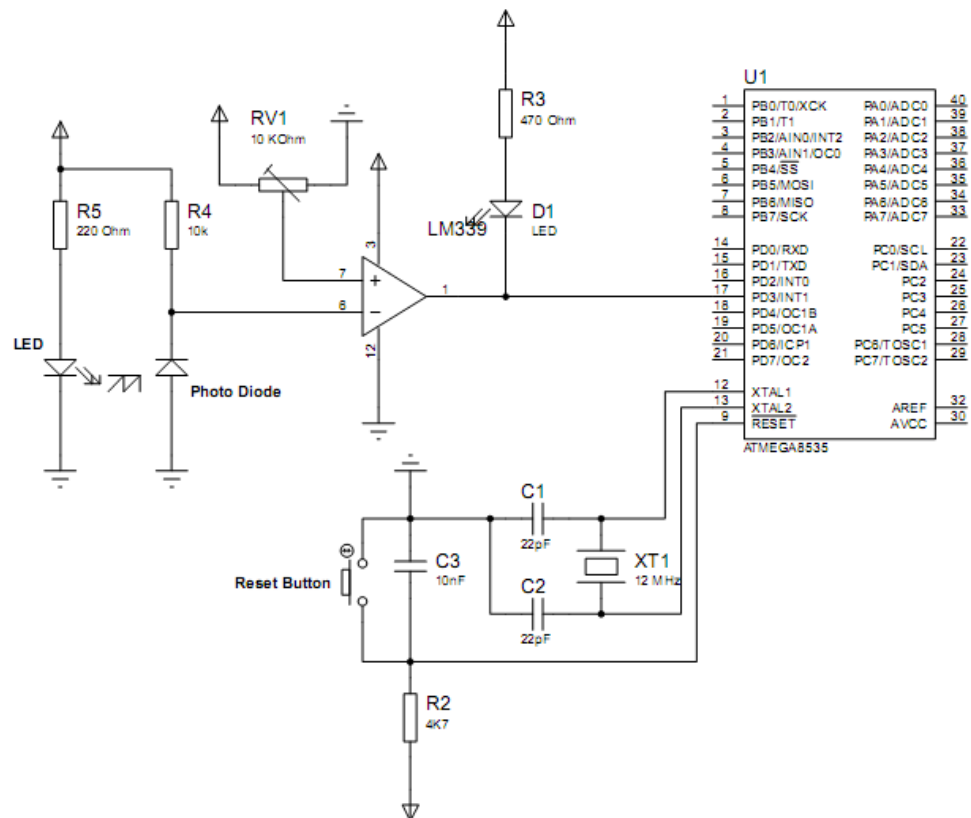 R5
220 Ohm
R4
10k
LED
Photo Diode
RV1
10 KOhm
3
7
+
6
−
12
1
LM339
R3
470 Ohm
D1
LED
U1
1 PB0/T0/XCK PA0/ADC0 40
2 PB1/T1 PA1/ADC1 39
3 PB2/AIN0/INT2 PA2/ADC2 38
4 PB3/AIN1/OC0 PA3/ADC3 37
5 PB4/SS PA4/ADC4 36
6 PB5/MOSI PA5/ADC5 35
7 PB6/MISO PA6/ADC6 34
8 PB7/SCK PA7/ADC7 33
14 PD0/RXD PC0/SCL 22
15 PD1/TXD PC1/SDA 23
16 PD2/INT0 PC2 24
17 PD3/INT1 PC3 25
18 PD4/OC1B PC4 26
19 PD5/OC1A PC5 27
20 PD6/ICP1 PC6/TOSC1 28
21 PD7/OC2 PC7/TOSC2 29
12 XTAL1
13 XTAL2 AREF 32
9 RESET AVCC 30
ATMEGA8535
Reset Button
C3
10nF
C1
22pF
C2
22pF
XT1
12 MHz
R2
4K7